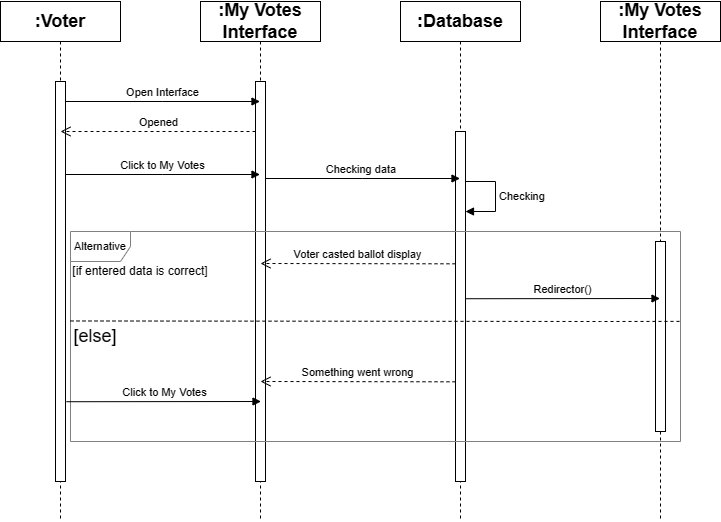 :Voter
:My Votes
Interface
:Database
:My Votes
Interface
Open Interface
Opened
Click to My Votes
Checking data
Checking
Alternative
Voter casted ballot display
[if entered data is correct]
Redirector()
[else]
Something went wrong
Click to My Votes